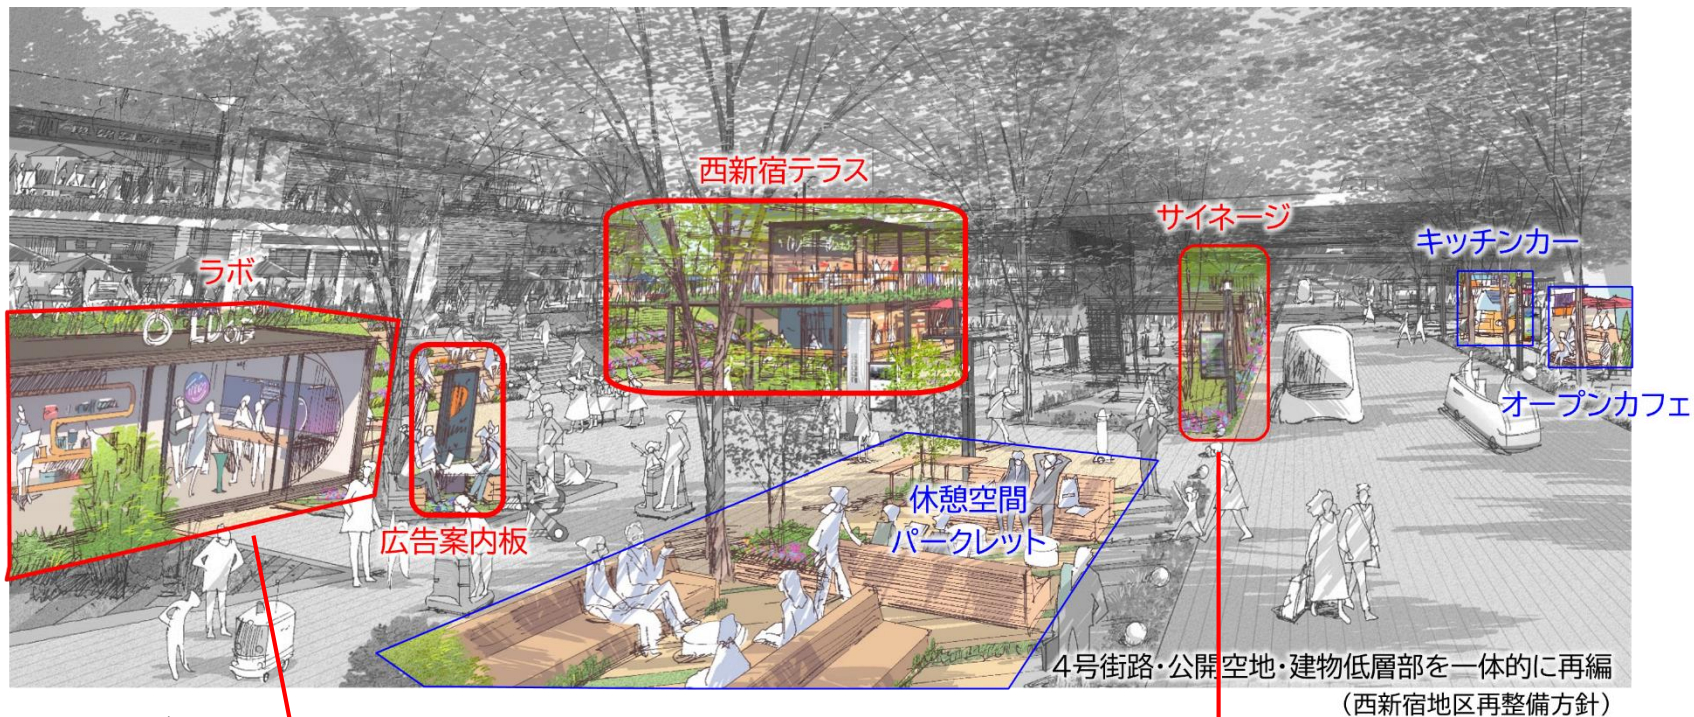 西新宿テラス
サイネージ
キッチンカー
ラボ
オープンカフェ
広告案内板
休憩空間
パークレット
4号街路・公開空地・建物低層部を一体的に再編
（西新宿地区再整備方針）